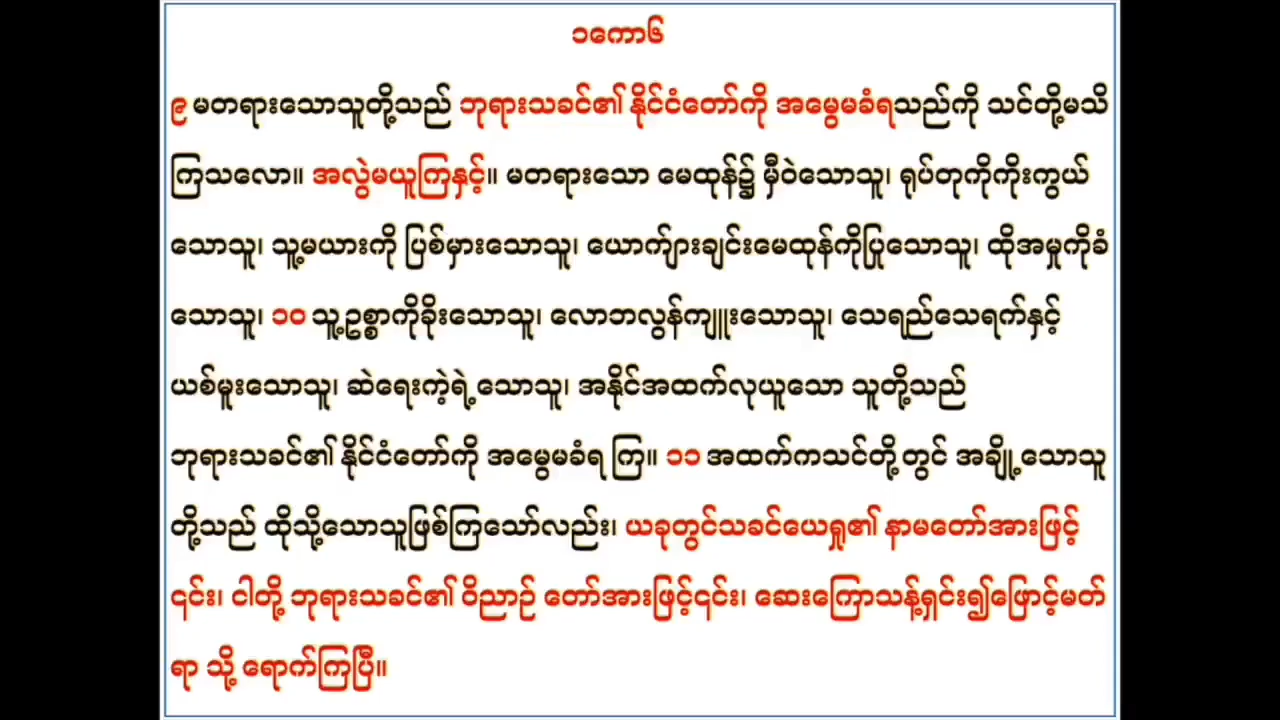 ၁ကော၆
၉ မတရားသောသူတို့သည် ဘုရားသခင်၏ နိုင်ငံတော်ကို အမွေမခံရသည်ကို သင်တို့မသိ
ကြသလော။ အလွဲမယူကြနှင့်။ မတရားသော မေထုန်၌ မှီဝဲသောသူ၊ ရုပ်တုကိုကိုးကွယ်
သောသူ၊ သူ့မယားကို ပြစ်မှားသောသူ၊ ယောက်ျားချင်းမေထုန်ကိုပြုသောသူ၊ ထိုအမှုကိုခံ
သောသူ၊ ၁၀ သူ့ဥစ္စာကိုခိုးသောသူ၊ လောဘလွန်ကျူးသောသူ၊ သေရည်သေရက်နှင့်
ယစ်မူးသောသူ၊ ဆဲရေးကဲ့ရဲ့သောသူ၊ အနိုင်အထက်လုယူသော သူတို့သည်
ဘုရားသခင်၏ နိုင်ငံတော်ကို အမွေမခံရ ကြ။ ၁၁ အထက်ကသင်တို့ တွင် အချို့သောသူ
တို့သည် ထိုသို့သောသူဖြစ်ကြသော်လည်း၊ ယခုတွင်သခင်ယေရှု၏ နာမတော်အားဖြင့်
၎င်း၊ ငါတို့ ဘုရားသခင်၏ ဝိညာဉ် တော်အားဖြင့်၎င်း၊ ဆေးကြောသန့်ရှင်း၍ဖြောင့်မတ်
ရာ သို့ ရောက်ကြပြီ။